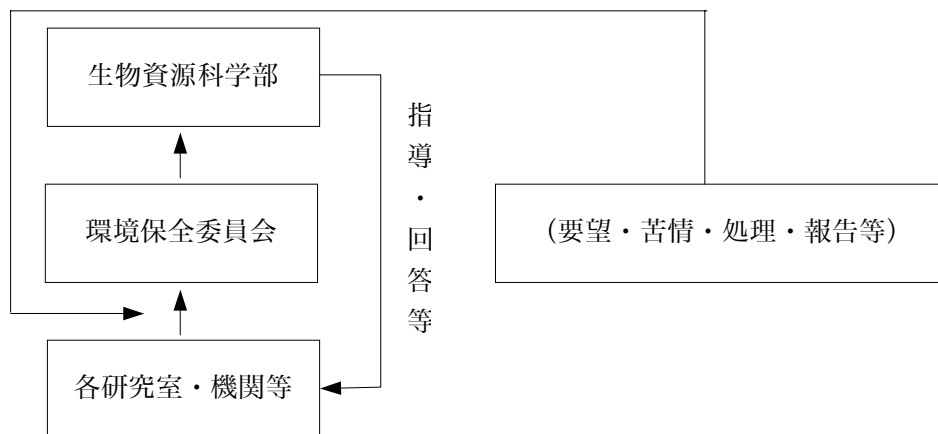 生物資源科学部
指導・回答等
環境保全委員会
(要望・苦情・処理・報告等)
各研究室・機関等